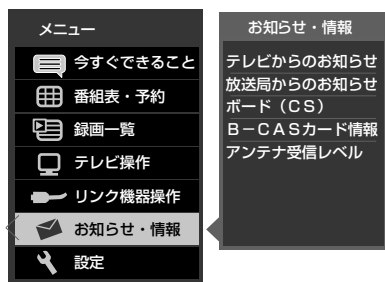 メニュー
今すぐできること
番組表・予約
録画一覧
テレビ操作
リンク機器操作
お知らせ・情報
設定
お知らせ・情報
テレビからのお知らせ
放送局からのお知らせ
ボード（ＣＳ）
Ｂ－ＣＡＳカード情報
アンテナ受信レベル